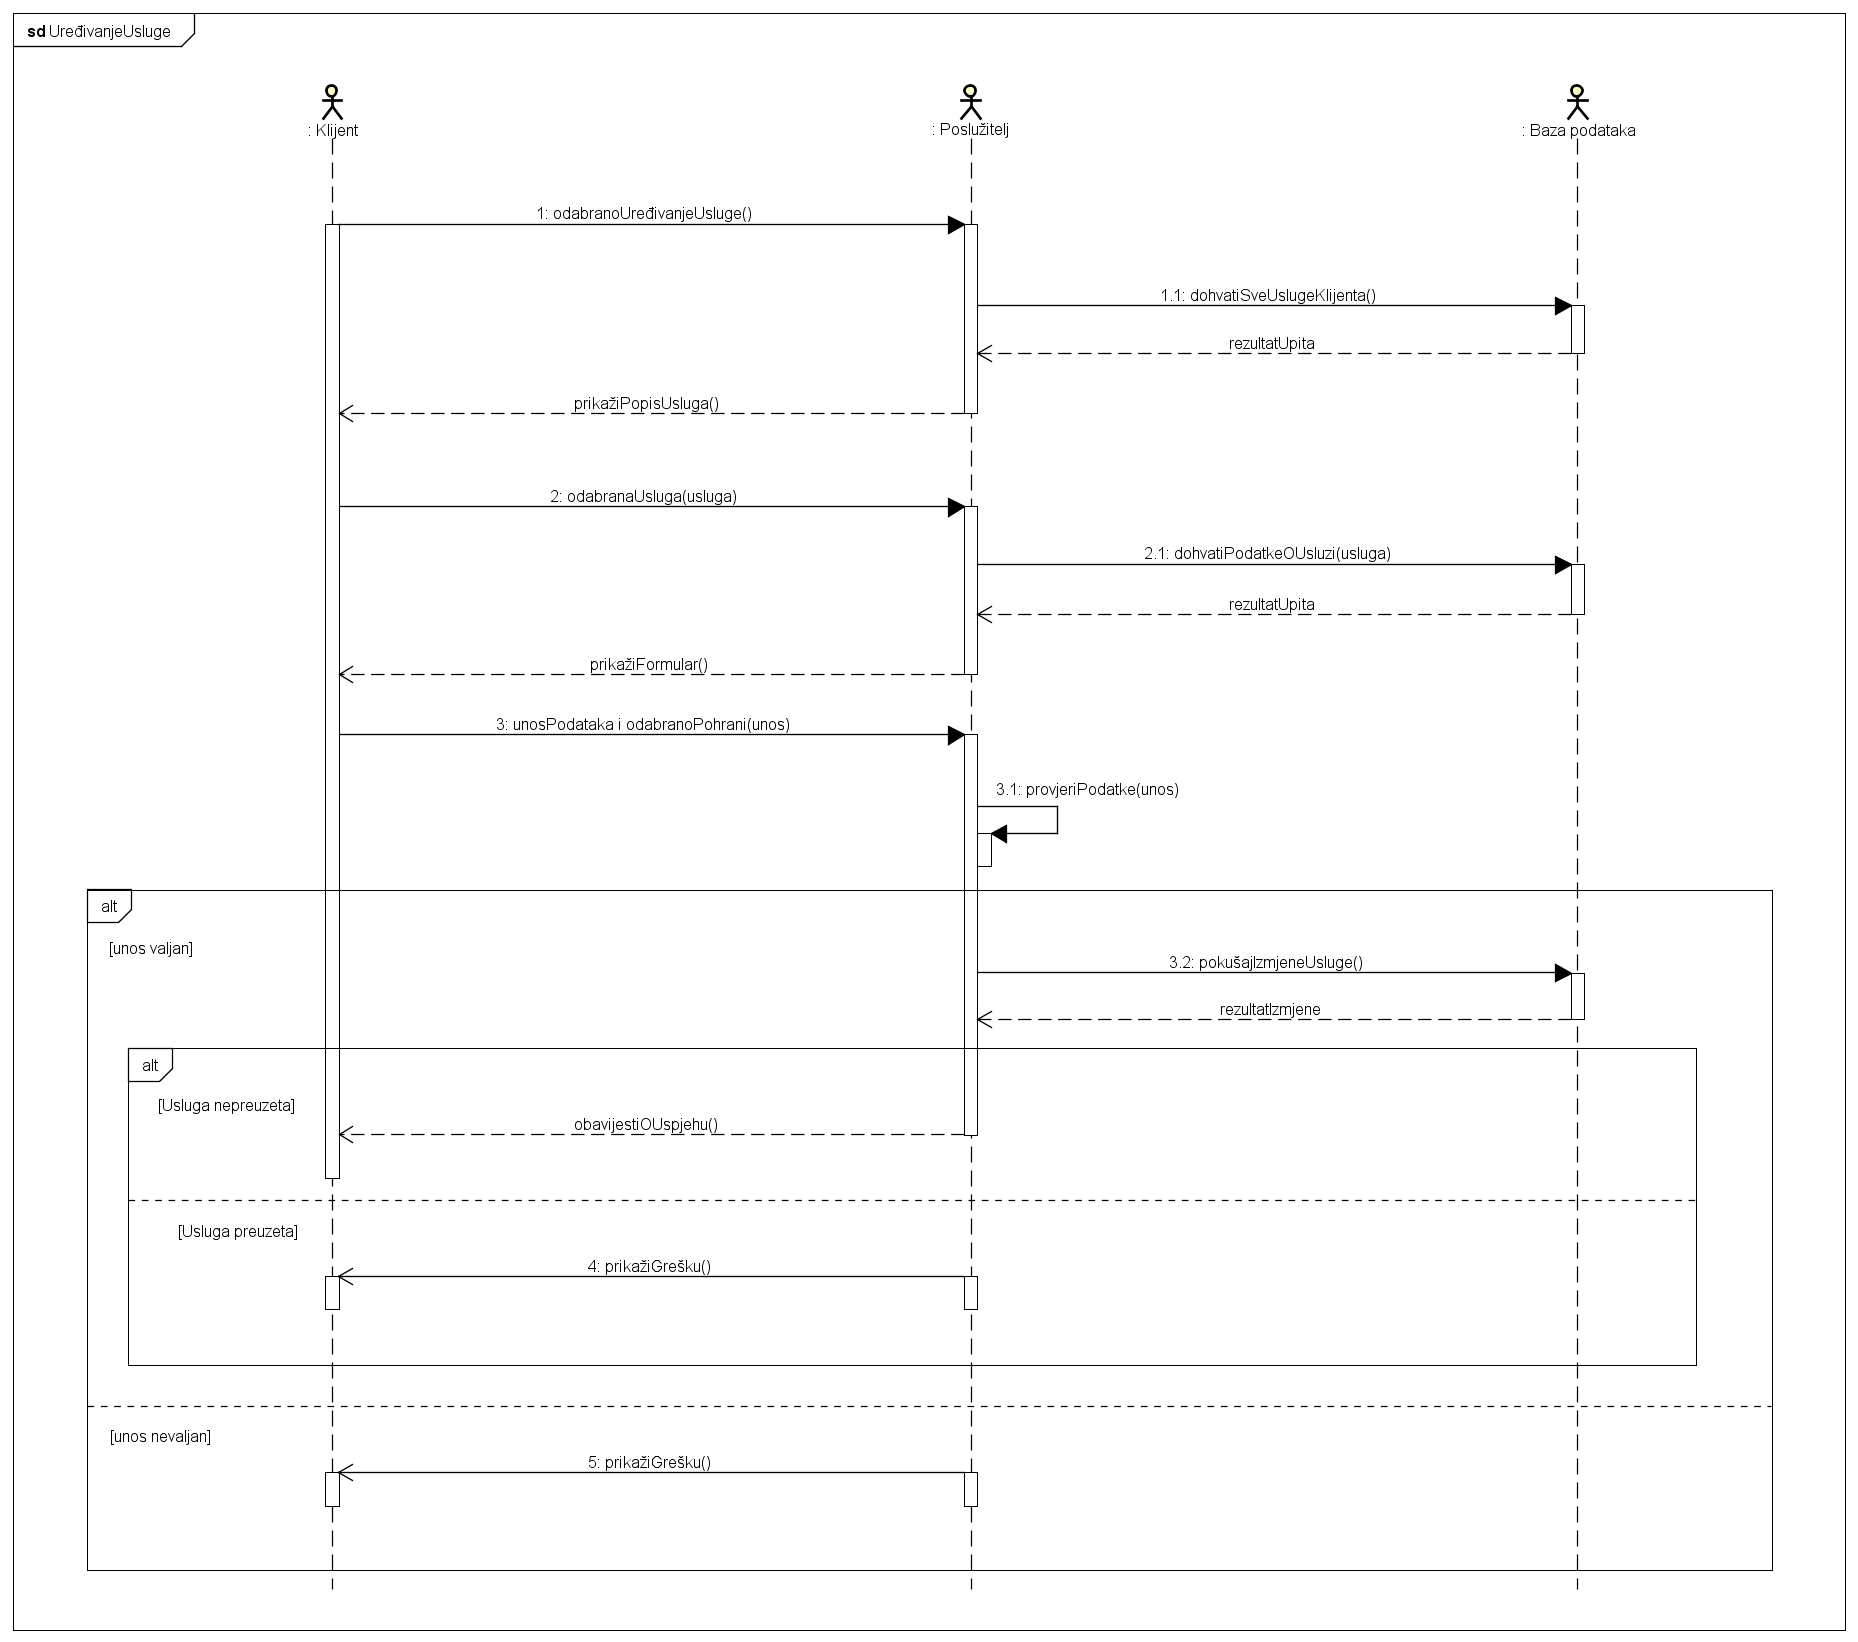 sd UređivanjeUsluge
: Klijent
: Poslužitelj
: Baza podataka
1: odabranoUređivanjeUsluge()
1.1: dohvatiSveUslugeKlijenta()
rezultatUpita
prikažiPopisUsluga()
2: odabranaUsluga(usluga)
2.1: dohvatiPodatkeOUsluzi(usluga)
rezultatUpita
prikažiFormular()
3: unosPodataka i odabranoPohrani(unos)
3.1: provjeriPodatke(unos)
alt
[unos valjan]
3.2: pokušajIzmjeneUsluge()
rezultatIzmjene
alt
[Usluga nepreuzeta]
obavijestiOUspjehu()
[Usluga preuzeta]
4: prikažiGrešku()
[unos nevaljan]
5: prikažiGrešku()